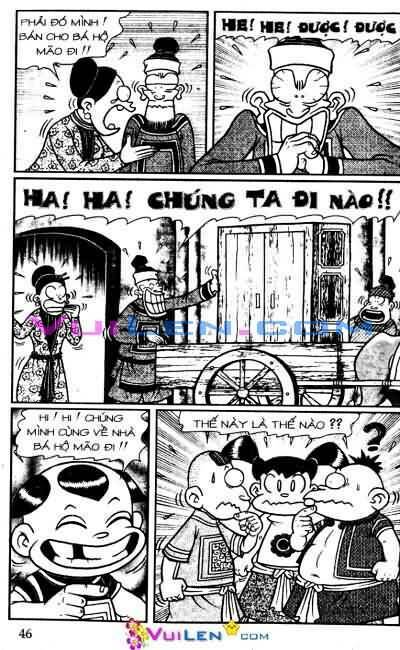 PHẢI ĐÓ MÌNH!
BÁN CHO BÁ HỘ
MÃO ĐI!!
HE! HE! ĐƯỢC! ĐƯỢC
HA! HA! CHÚNG TA ĐI NÀO!!
VUILEN.COM
HI! HI! CHÚNG
MÌNH CÙNG VỀ NHÀ
BÁ HỘ MÃO ĐI!!
THẾ NÀY LÀ THẾ NÀO??
?
46
VUILEN.COM